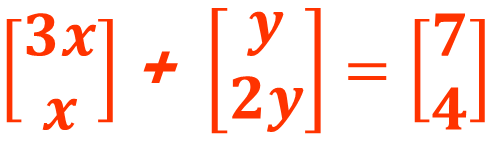 [3x x] + [y 2y] = [7 4]